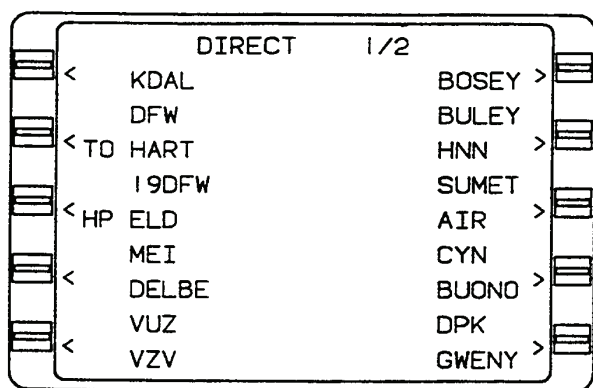 DIRECT 1/2
< KDAL BOSEY >
DFW BULEY
< TO HART HNN >
19DFW SUMET
< HP ELD AIR >
MEI CYN
< DELBE BUONO >
VUZ DPK
< VZV GWENY >